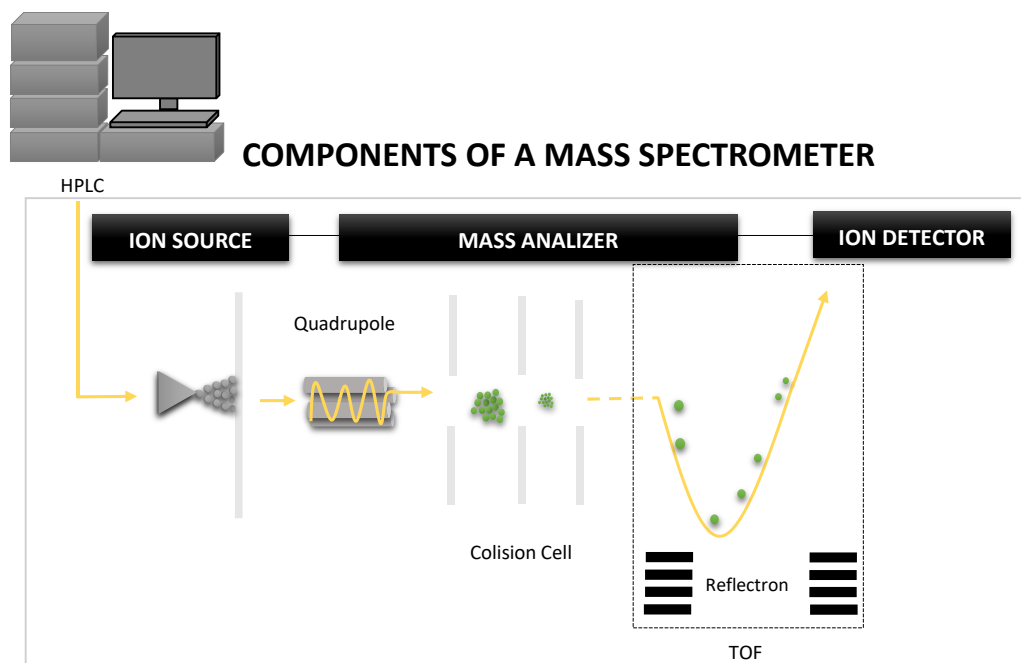 COMPONENTS OF A MASS SPECTROMETER
HPLC
ION SOURCE
MASS ANALIZER
ION DETECTOR
Quadrupole
Colision Cell
Reflectron
TOF